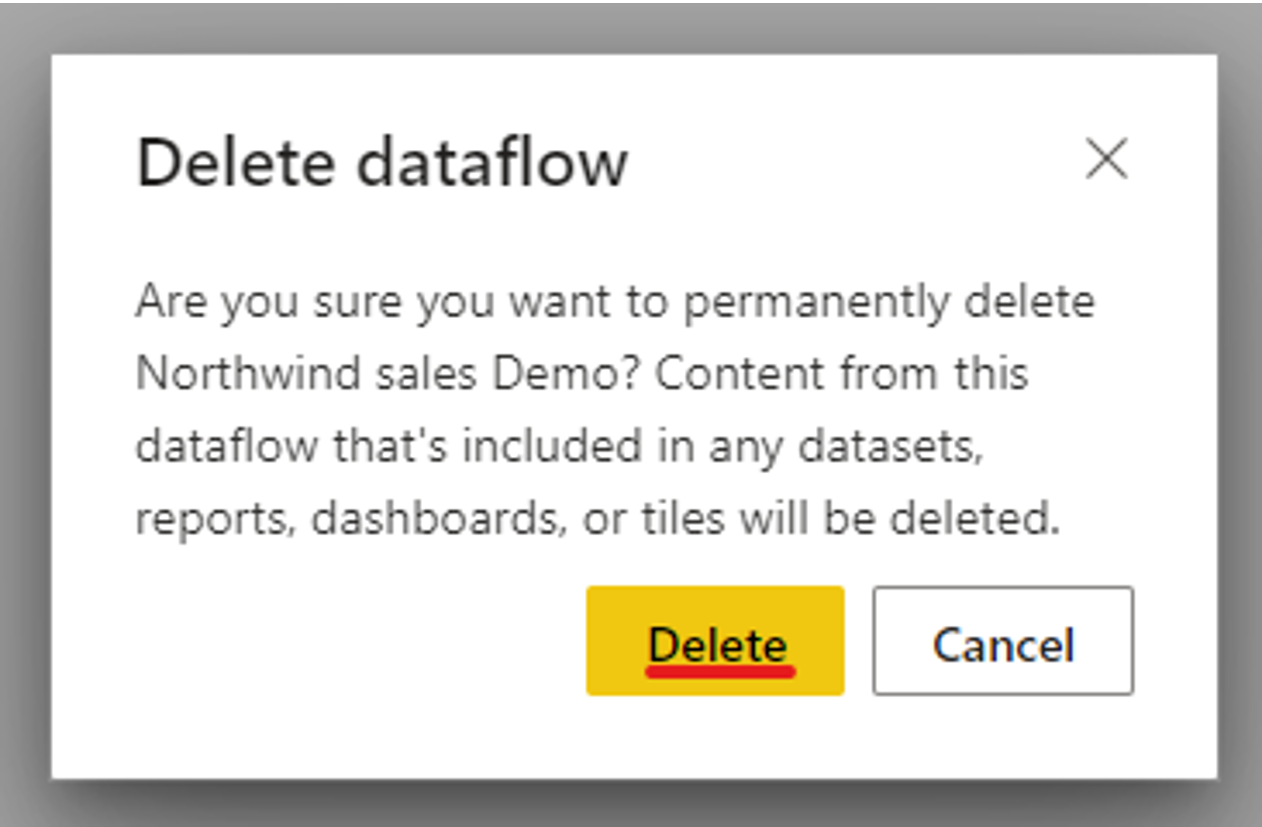 Delete dataflow
Are you sure you want to permanently delete
Northwind sales Demo? Content from this
dataflow that's included in any datasets,
reports, dashboards, or tiles will be deleted.
Delete
Cancel